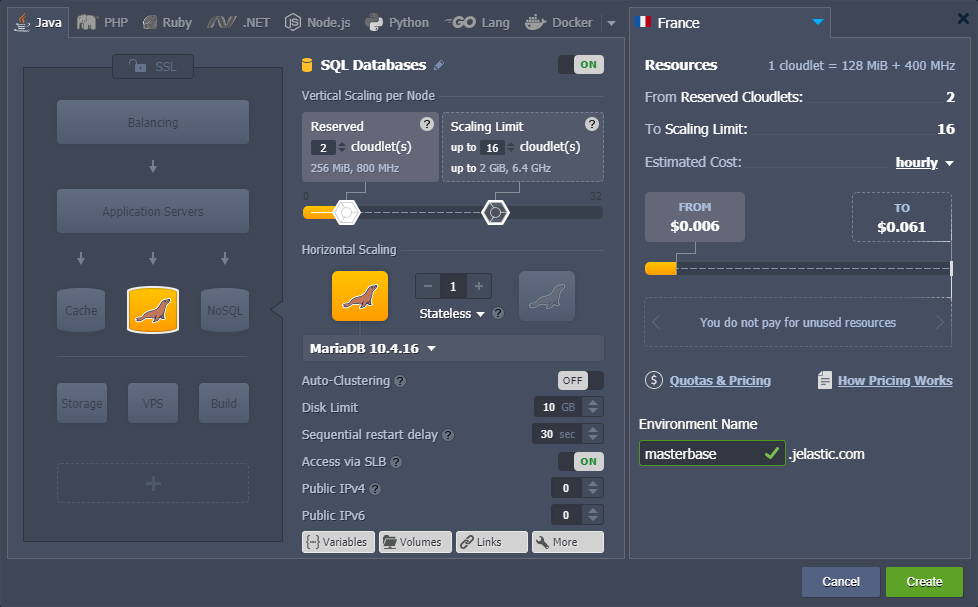 Java PHP Ruby .NET Node.js Python GO Lang Docker
France
SSL
Balancing
Application Servers
Cache
NoSQL
Storage
VPS
Build
SQL Databases
ON
Vertical Scaling per Node
Reserved ?
2 cloudlet(s)
256 MiB, 800 MHz
Scaling Limit ?
up to 16 cloudlet(s)
up to 2 GiB, 6.4 GHz
0
32
Horizontal Scaling
− 1 +
Stateless ?
MariaDB 10.4.16
Auto-Clustering ? OFF
Disk Limit 10 GB
Sequential restart delay ? 30 sec
Access via SLB ? ON
Public IPv4 ? 0
Public IPv6 0
Variables Volumes Links More
Resources 1 cloudlet = 128 MiB + 400 MHz
From Reserved Cloudlets: 2
To Scaling Limit: 16
Estimated Cost: hourly
FROM
$0.006
TO
$0.061
You do not pay for unused resources
$ Quotas & Pricing How Pricing Works
Environment Name
masterbase .jelastic.com
Cancel Create